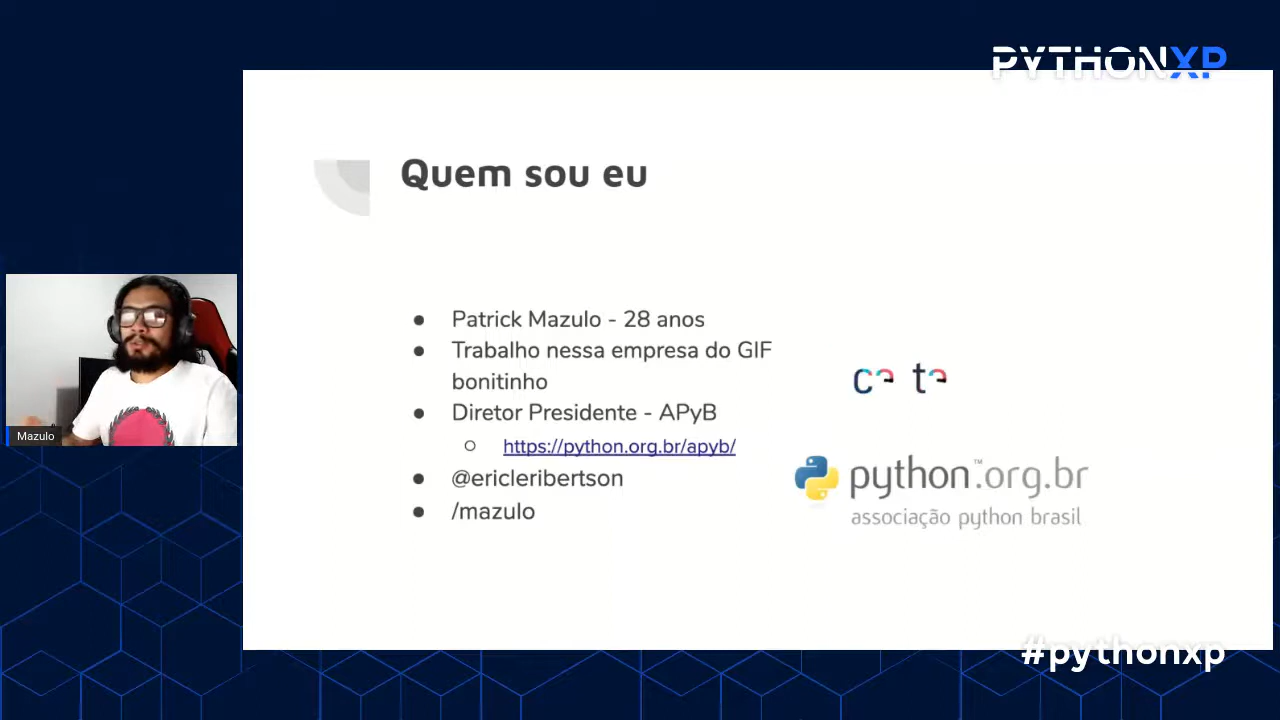 PYTHONXP
Quem sou eu
● Patrick Mazulo - 28 anos
● Trabalho nessa empresa do GIF
bonitinho
● Diretor Presidente - APyB
○ https://python.org.br/apyb/
● @ericleribertson
● /mazulo
python™.org.br
associação python brasil
Mazulo
#pythonxp